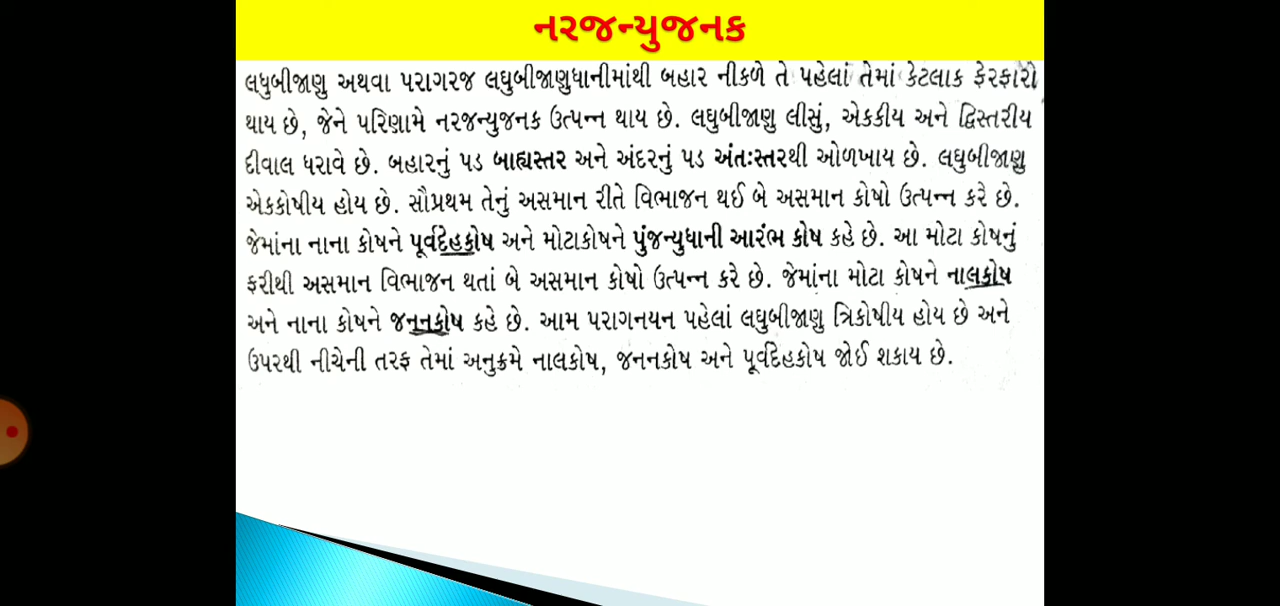 નરજન્યુજનક
લધુબીજાણુ અથવા પરાગરજ લઘુબીજાણુધાનીમાંથી બહાર નીકળે તે પહેલાં તેમાં કેટલાક ફેરફારો
થાય છે, જેને પરિણામે નરજન્યુજનક ઉત્પન્ન થાય છે. લઘુબીજાણુ લીસું, એકકીય અને દ્વિસ્તરીય
દીવાલ ધરાવે છે. બહારનું પડ બાહ્યસ્તર અને અંદરનું પડ અંતઃસ્તરથી ઓળખાય છે. લઘુબીજાણુ
એકકોષીય હોય છે. સૌપ્રથમ તેનું અસમાન રીતે વિભાજન થઈ બે અસમાન કોષો ઉત્પન્ન કરે છે.
જેમાંના નાના કોષને પૂર્વદેહકોષ અને મોટાકોષને પુંજન્યુધાની આરંભ કોષ કહે છે. આ મોટા કોષનું
ફરીથી અસમાન વિભાજન થતાં બે અસમાન કોષો ઉત્પન્ન કરે છે. જેમાંના મોટા કોષને નાલકોષ
અને નાના કોષને જનનકોષ કહે છે. આમ પરાગનયન પહેલાં લઘુબીજાણુ ત્રિકોષીય હોય છે અને
ઉપરથી નીચેની તરફ તેમાં અનુક્રમે નાલકોષ, જનનકોષ અને પૂર્વદેહકોષ જોઈ શકાય છે.